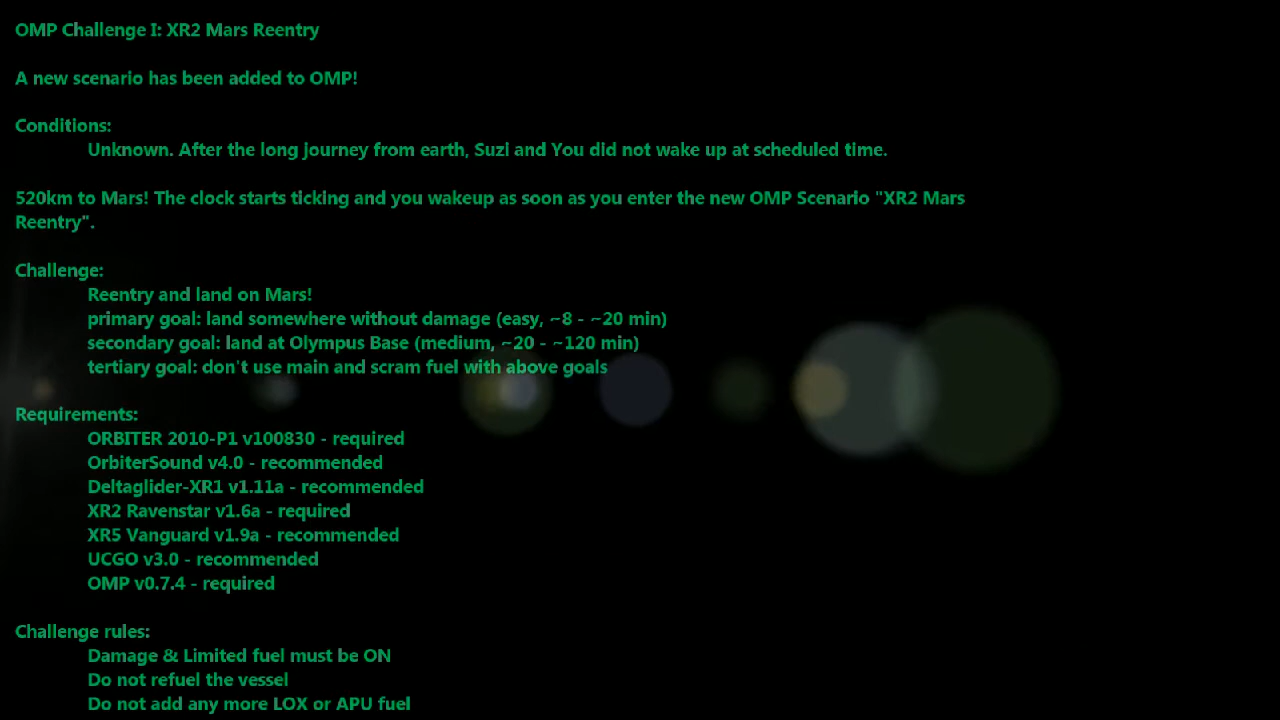 OMP Challenge I: XR2 Mars Reentry
A new scenario has been added to OMP!
Conditions:
Unknown. After the long journey from earth, Suzi and You did not wake up at scheduled time.
520km to Mars! The clock starts ticking and you wakeup as soon as you enter the new OMP Scenario "XR2 Mars
Reentry".
Challenge:
Reentry and land on Mars!
primary goal: land somewhere without damage (easy, ~8 - ~20 min)
secondary goal: land at Olympus Base (medium, ~20 - ~120 min)
tertiary goal: don't use main and scram fuel with above goals
Requirements:
ORBITER 2010-P1 v100830 - required
OrbiterSound v4.0 - recommended
Deltaglider-XR1 v1.11a - recommended
XR2 Ravenstar v1.6a - required
XR5 Vanguard v1.9a - recommended
UCGO v3.0 - recommended
OMP v0.7.4 - required
Challenge rules:
Damage & Limited fuel must be ON
Do not refuel the vessel
Do not add any more LOX or APU fuel